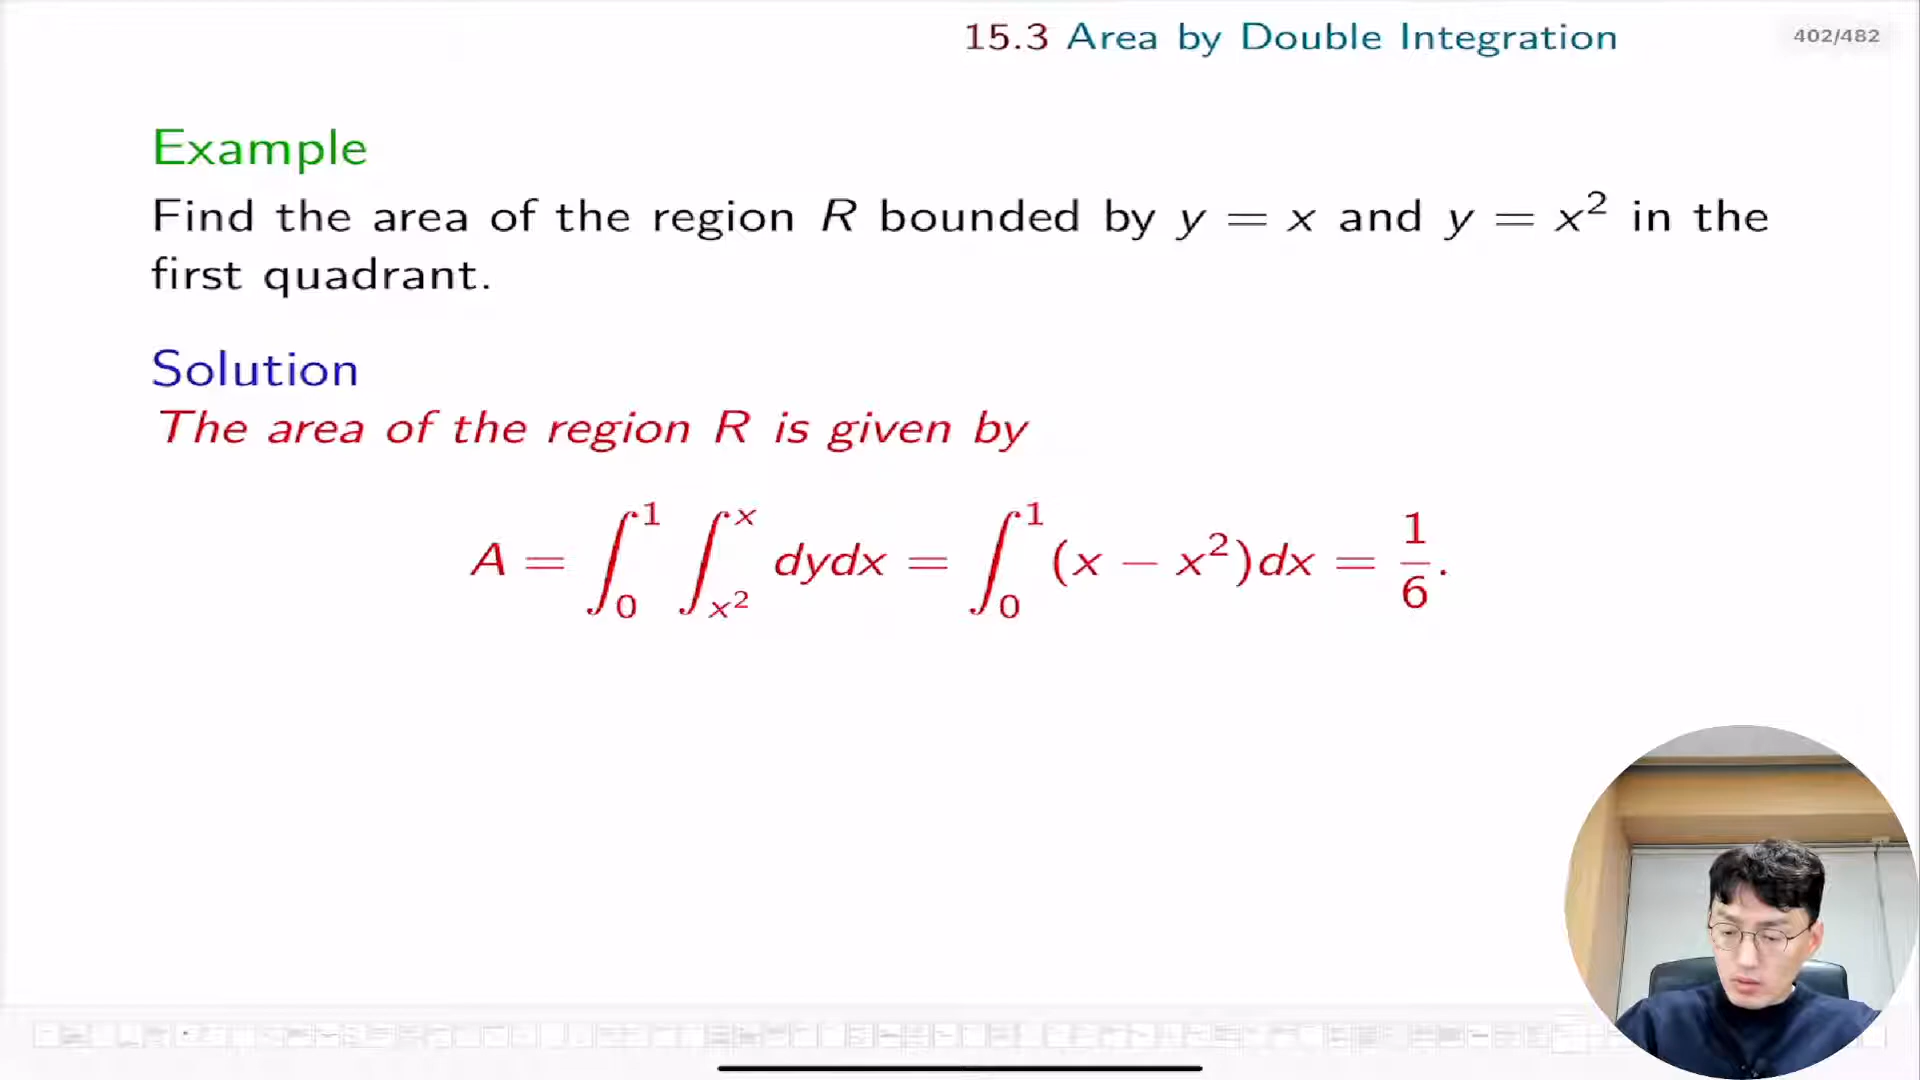 15.3 Area by Double Integration
402/482
Example
Find the area of the region R bounded by y = x and y = x² in the
first quadrant.
Solution
The area of the region R is given by
A = ∫₀¹ ∫ₓ₂ˣ dydx = ∫₀¹ (x − x²)dx = 1/6.